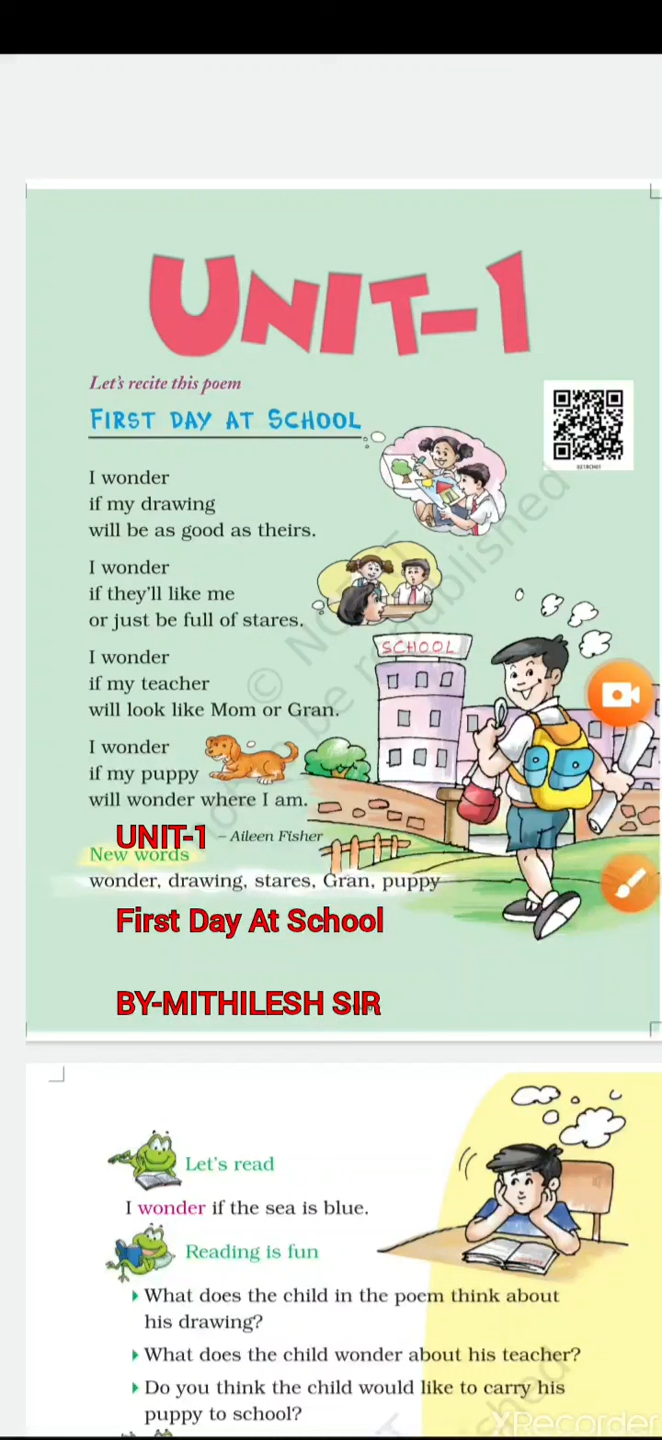 UNIT-1
Let's recite this poem
FIRST DAY AT SCHOOL
I wonder
if my drawing
will be as good as theirs.
I wonder
if they'll like me
or just be full of stares.
I wonder
if my teacher
will look like Mom or Gran.
I wonder
if my puppy
will wonder where I am.
– Aileen Fisher
SCHOOL
UNIT-1
New words
wonder, drawing, stares, Gran, puppy
First Day At School
BY-MITHILESH SIR
Let's read
I wonder if the sea is blue.
Reading is fun
What does the child in the poem think about
his drawing?
What does the child wonder about his teacher?
Do you think the child would like to carry his
puppy to school?
XRecorder